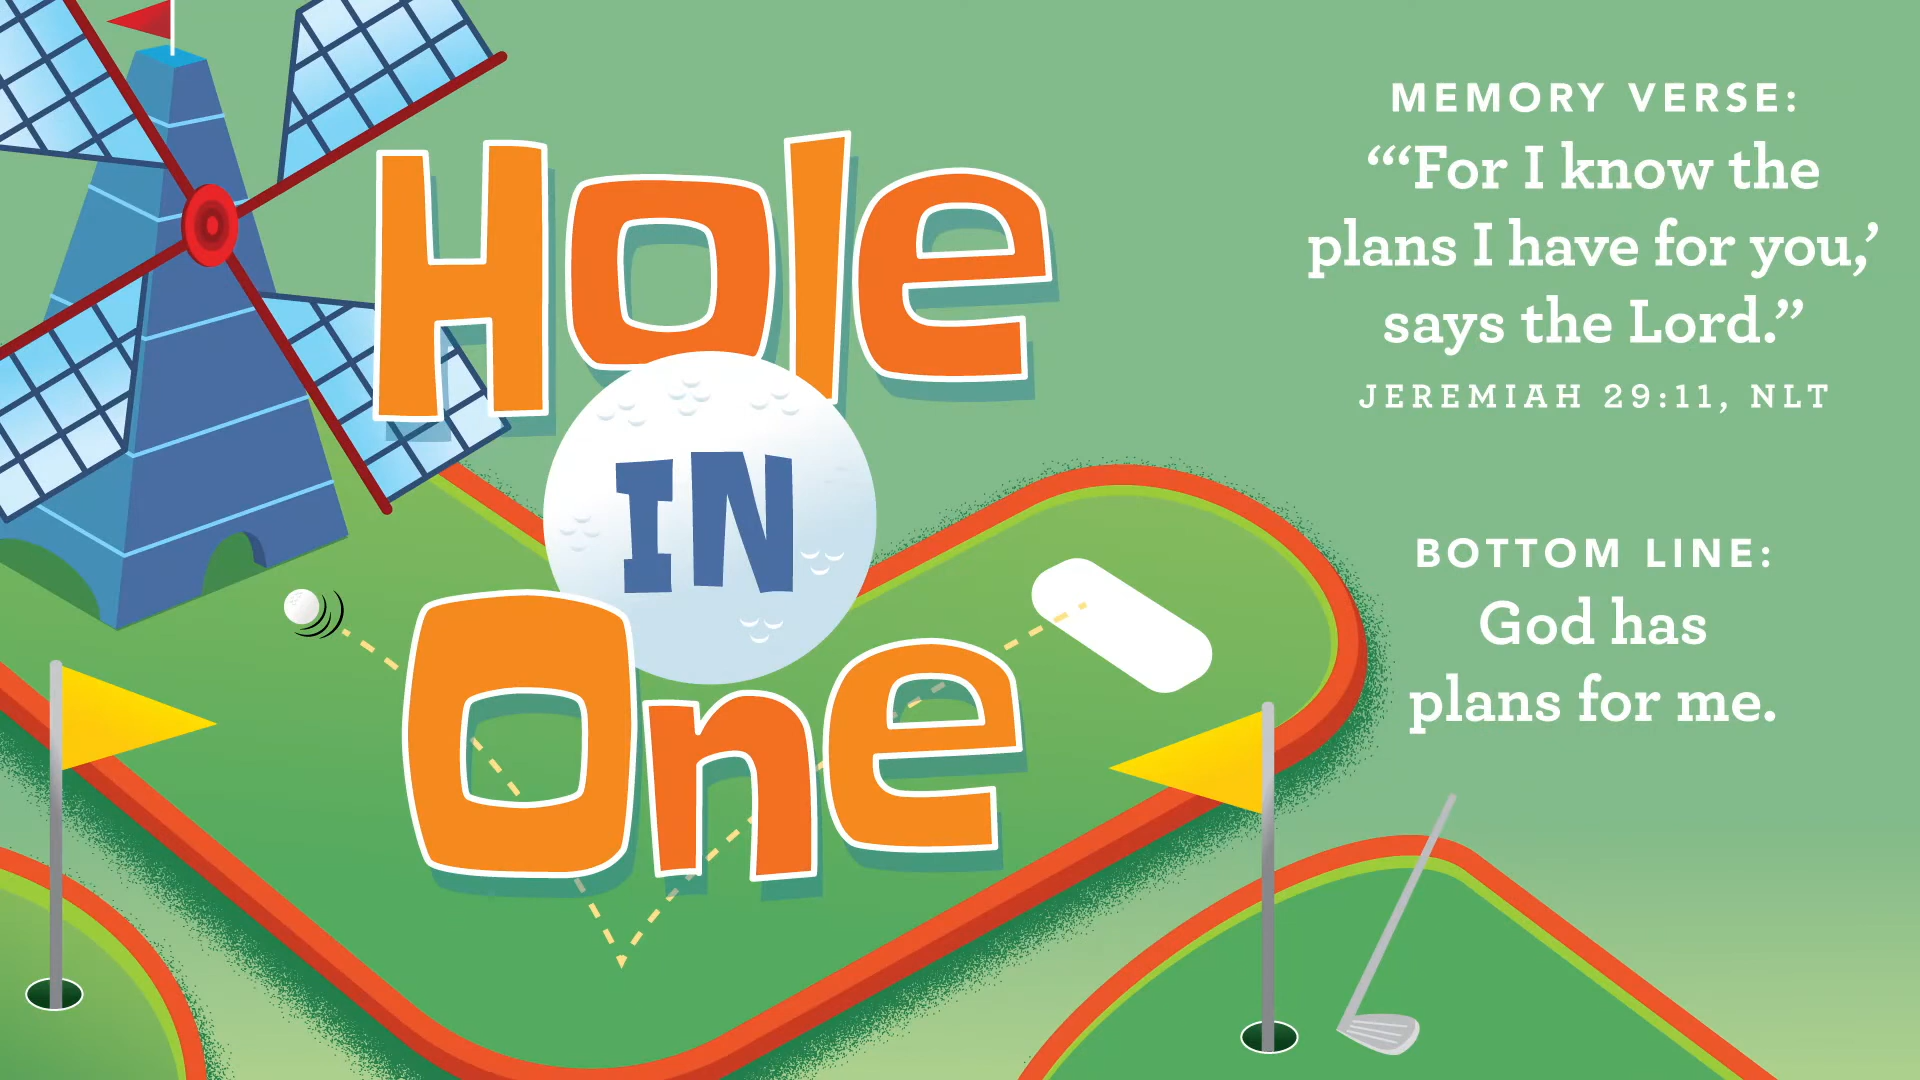 Hole
IN
One
MEMORY VERSE:
“‘For I know the
plans I have for you,’
says the Lord.”
JEREMIAH 29:11, NLT
BOTTOM LINE:
God has
plans for me.